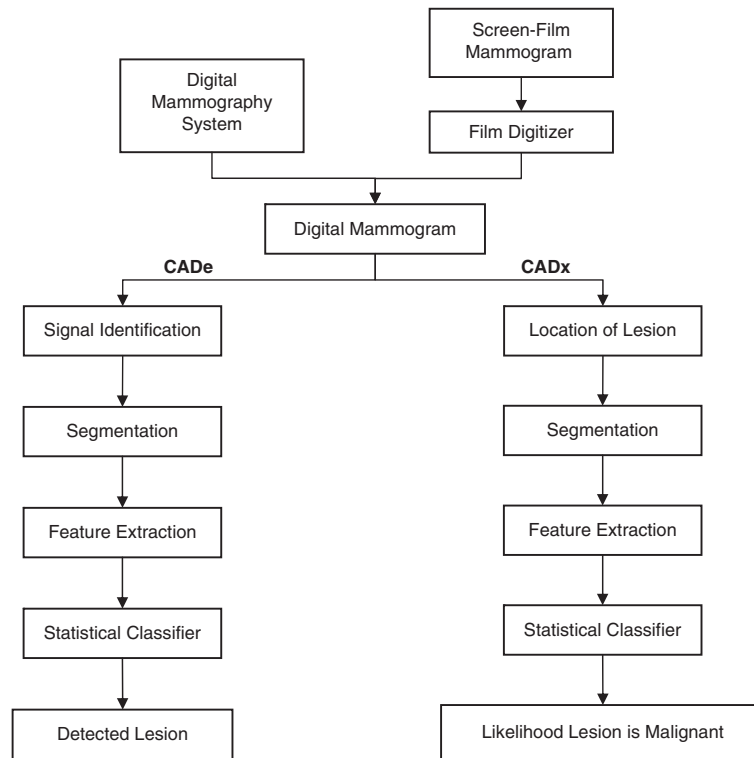 Screen-Film
Mammogram
Digital
Mammography
System
Film Digitizer
Digital Mammogram
CADe
CADx
Signal Identification
Location of Lesion
Segmentation
Segmentation
Feature Extraction
Feature Extraction
Statistical Classifier
Statistical Classifier
Detected Lesion
Likelihood Lesion is Malignant